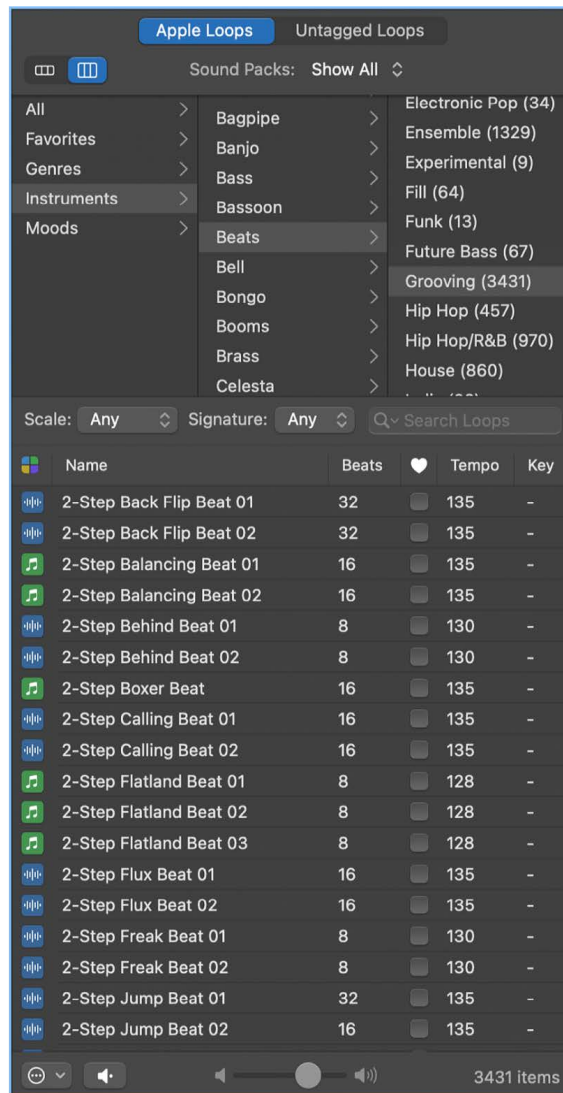 Apple Loops Untagged Loops
Sound Packs: Show All
All
Favorites
Genres
Instruments
Moods
Bagpipe
Banjo
Bass
Bassoon
Beats
Bell
Bongo
Booms
Brass
Celesta
Electronic Pop (34)
Ensemble (1329)
Experimental (9)
Fill (64)
Funk (13)
Future Bass (67)
Grooving (3431)
Hip Hop (457)
Hip Hop/R&B (970)
House (860)
Scale: Any Signature: Any Search Loops
Name Beats Tempo Key
2-Step Back Flip Beat 01 32 135 -
2-Step Back Flip Beat 02 32 135 -
2-Step Balancing Beat 01 16 135 -
2-Step Balancing Beat 02 16 135 -
2-Step Behind Beat 01 8 130 -
2-Step Behind Beat 02 8 130 -
2-Step Boxer Beat 16 135 -
2-Step Calling Beat 01 16 135 -
2-Step Calling Beat 02 16 135 -
2-Step Flatland Beat 01 8 128 -
2-Step Flatland Beat 02 8 128 -
2-Step Flatland Beat 03 8 128 -
2-Step Flux Beat 01 16 135 -
2-Step Flux Beat 02 16 135 -
2-Step Freak Beat 01 8 130 -
2-Step Freak Beat 02 8 130 -
2-Step Jump Beat 01 32 135 -
2-Step Jump Beat 02 16 135 -
3431 items